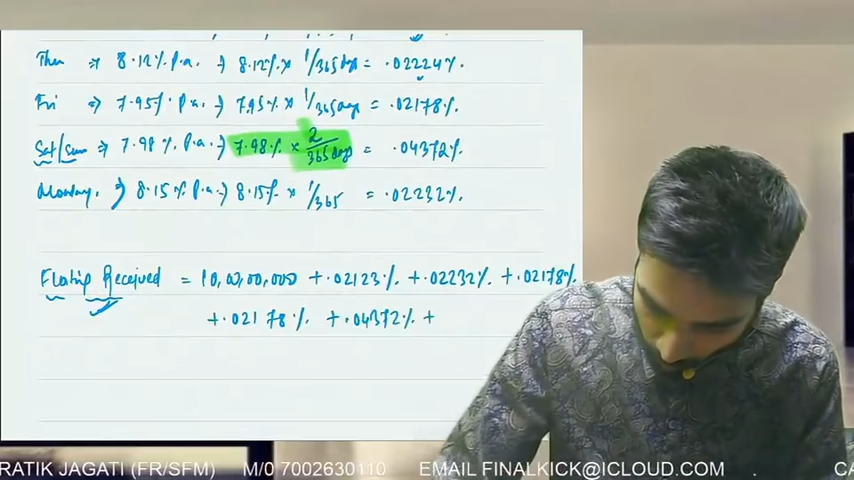 Thu ⇒ 8.12% P.a. → 8.12% × 1/365 days = .02224%.
Fri ⇒ 7.95% P.a. → 7.95% × 1/365 days = .02178%.
Sat/Sun ⇒ 7.98% P.a. → 7.98% × 2/365 days = .04372%.
Monday. ⇒ 8.15% P.a → 8.15% × 1/365 = .02232%.
Floating Received = 10,00,00,000 + .02123% + .02232% + .02178%
+ .02178% + .04372% +
RATIK JAGATI (FR/SFM) M/0 7002630110 EMAIL FINALKICK@ICLOUD.COM . CA